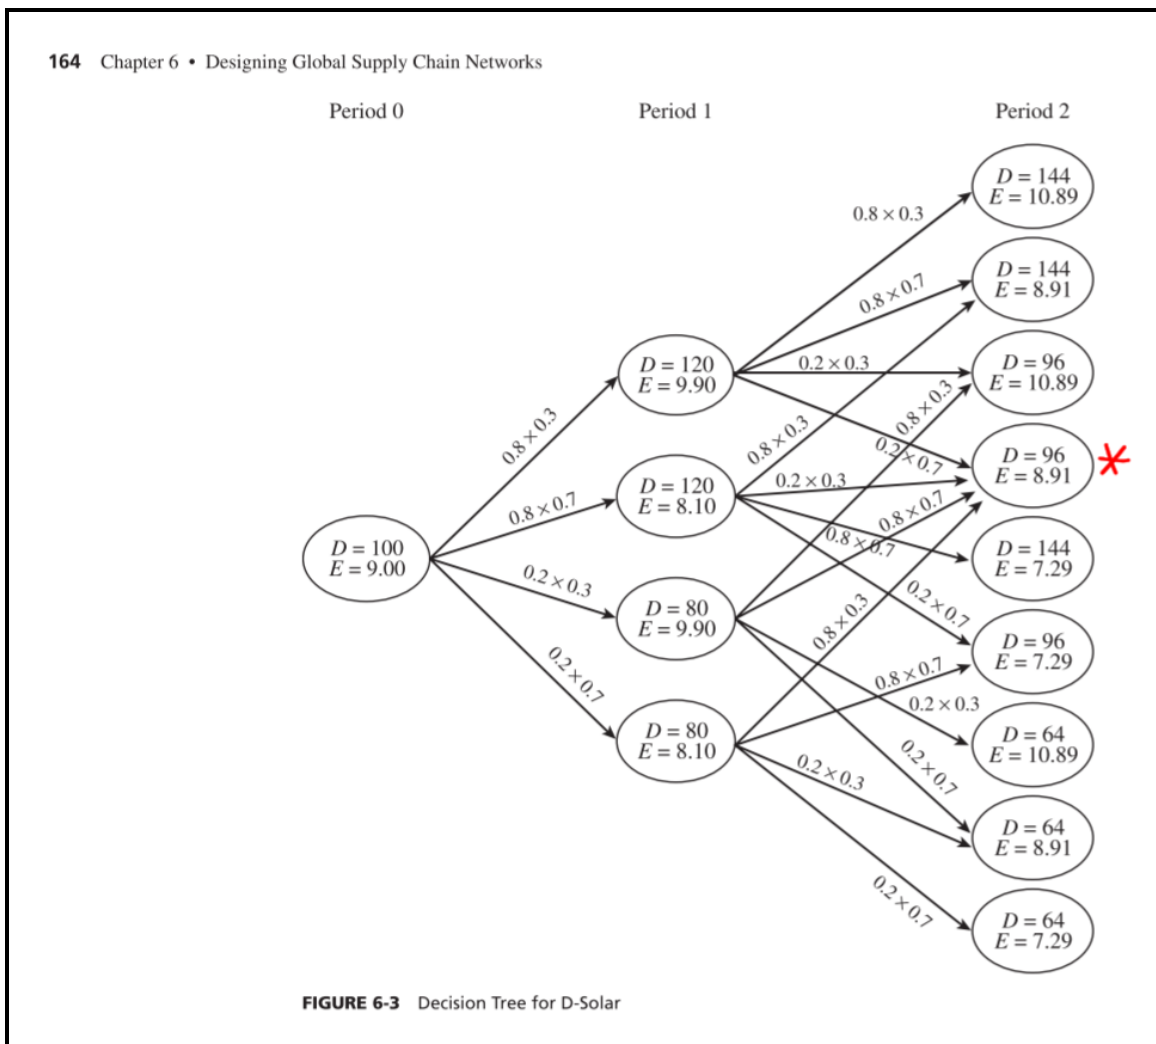 164 Chapter 6 • Designing Global Supply Chain Networks
Period 0
Period 1
Period 2
D = 144
E = 10.89
0.8 × 0.3
D = 144
E = 8.91
0.8 × 0.7
D = 120
E = 9.90
0.2 × 0.3
D = 96
E = 10.89
0.8 × 0.3
0.8 × 0.3
0.8 × 0.3
0.2 × 0.7
D = 96
E = 8.91
*
D = 120
E = 8.10
0.2 × 0.3
0.8 × 0.7
0.8 × 0.7
0.8 × 0.7
D = 100
E = 9.00
D = 144
E = 7.29
0.2 × 0.3
D = 80
E = 9.90
0.8 × 0.3
0.2 × 0.7
D = 96
E = 7.29
0.2 × 0.7
0.8 × 0.7
0.2 × 0.3
D = 80
E = 8.10
D = 64
E = 10.89
0.2 × 0.3
0.2 × 0.7
D = 64
E = 8.91
0.2 × 0.7
D = 64
E = 7.29
FIGURE 6-3 Decision Tree for D-Solar